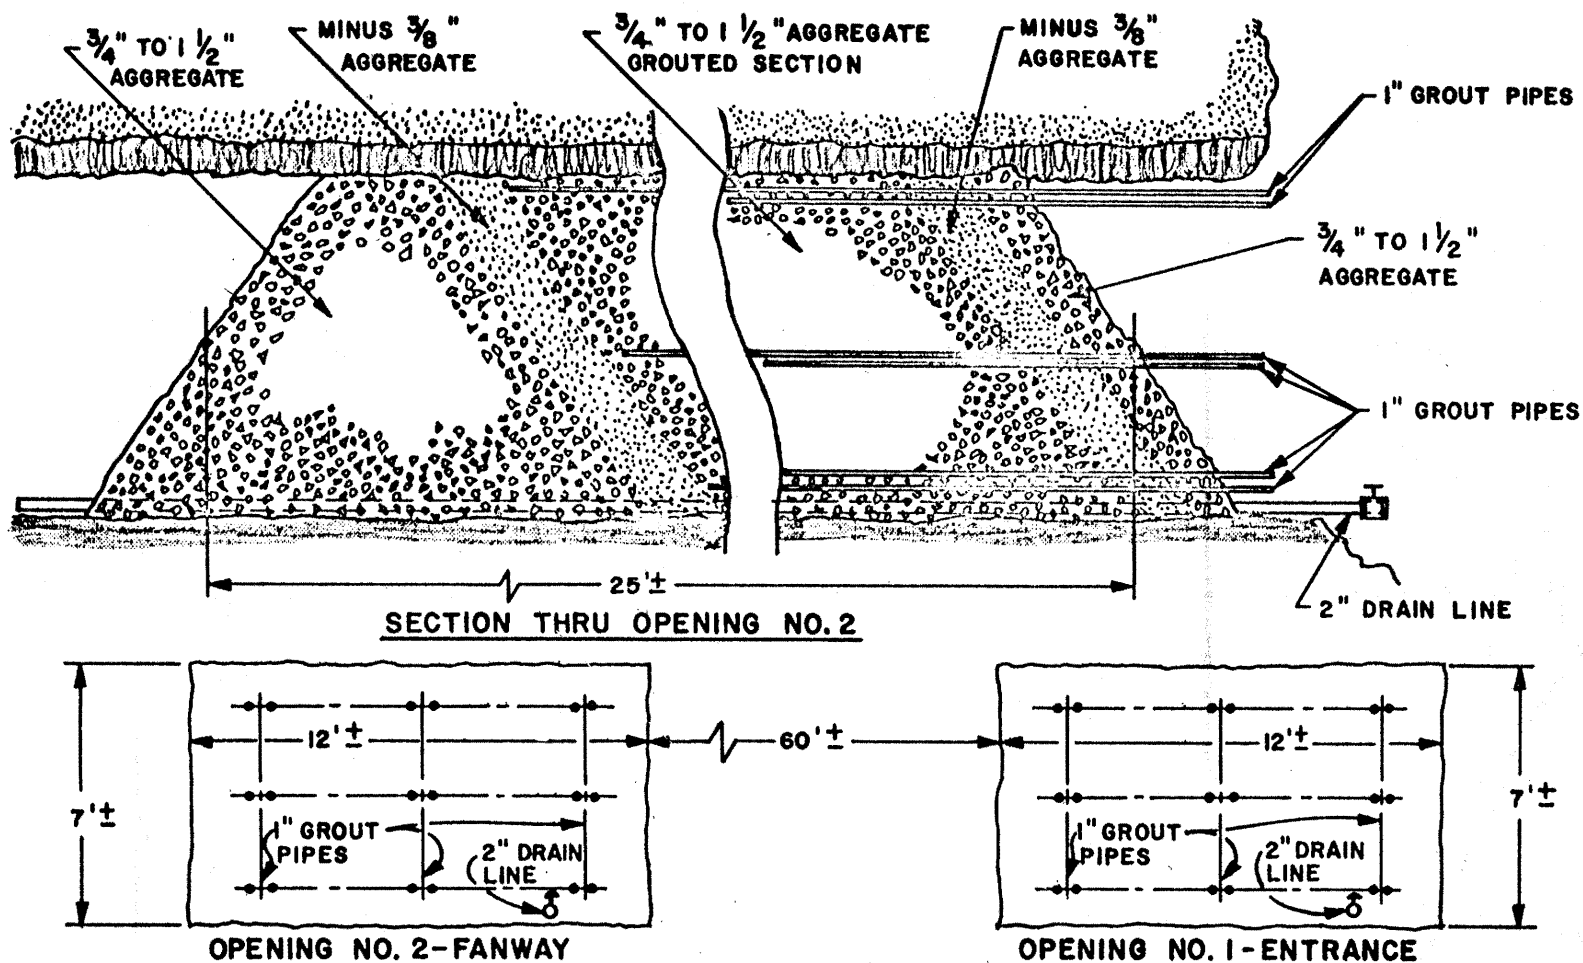 3/4" TO 1 1/2"
AGGREGATE
MINUS 3/8"
AGGREGATE
3/4" TO 1 1/2" AGGREGATE
GROUTED SECTION
MINUS 3/8"
AGGREGATE
1" GROUT PIPES
3/4" TO 1 1/2"
AGGREGATE
1" GROUT PIPES
25'±
2" DRAIN LINE
SECTION THRU OPENING NO. 2
12'±
60'±
12'±
7'±
7'±
1" GROUT
PIPES
2" DRAIN
LINE
1" GROUT
PIPES
2" DRAIN
LINE
OPENING NO. 2-FANWAY
OPENING NO. 1-ENTRANCE